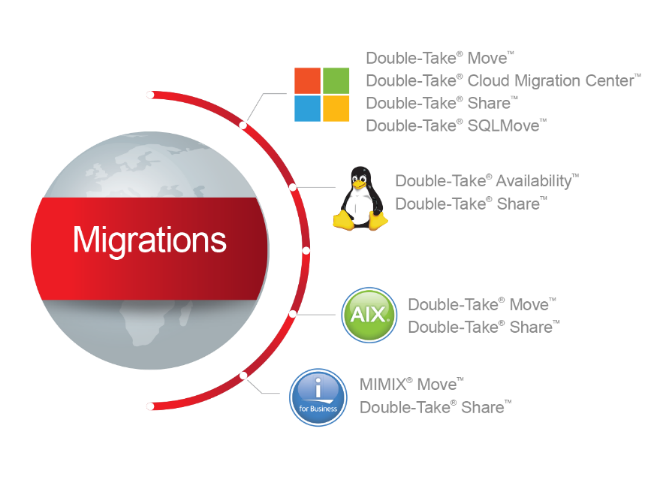 Double-Take® Move™
Double-Take® Cloud Migration Center™
Double-Take® Share™
Double-Take® SQLMove™
Double-Take® Availability™
Double-Take® Share™
Migrations
AIX
Double-Take® Move™
Double-Take® Share™
i
for Business
MIMIX® Move™
Double-Take® Share™